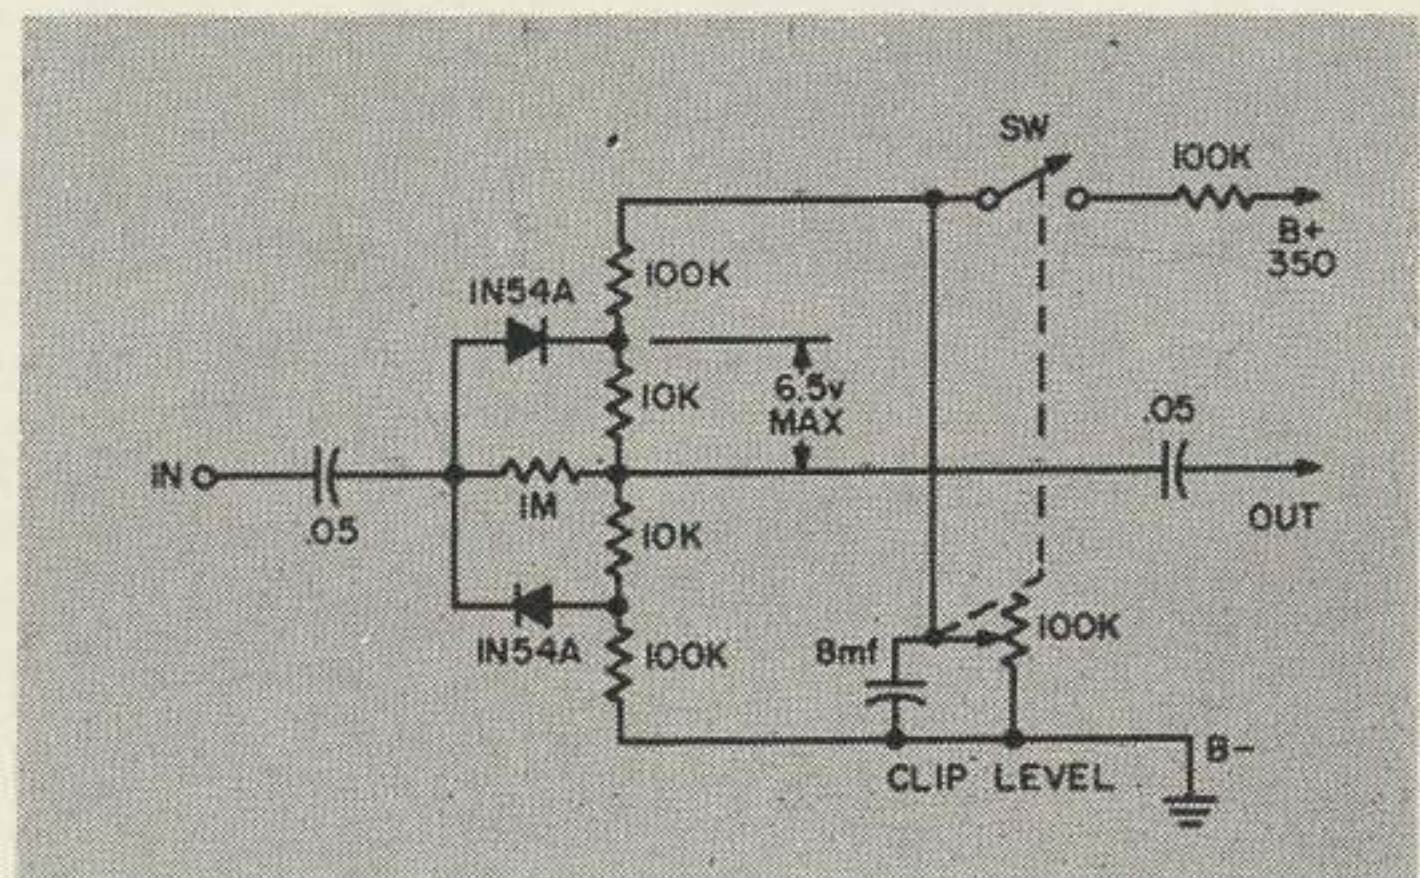 SW
100K
B+
350
100K
IN54A
10K
6.5v
MAX
.05
IN
1M
.05
OUT
10K
IN54A
100K
8mf
100K
CLIP LEVEL
B-